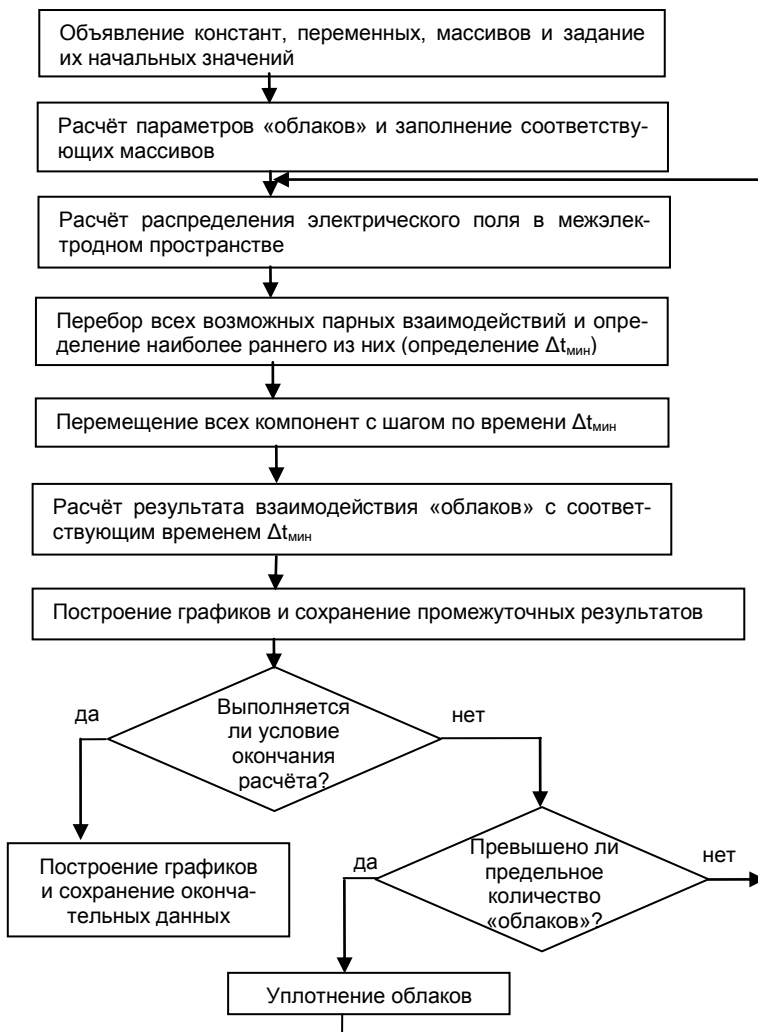 Объявление констант, переменных, массивов и задание
их начальных значений
Расчёт параметров «облаков» и заполнение соответству-
ющих массивов
Расчёт распределения электрического поля в межэлек-
тродном пространстве
Перебор всех возможных парных взаимодействий и опре-
деление наиболее раннего из них (определение Δtмин)
Перемещение всех компонент с шагом по времени Δtмин
Расчёт результата взаимодействия «облаков» с соответ-
ствующим временем Δtмин
Построение графиков и сохранение промежуточных результатов
да
Выполняется
ли условие
окончания
расчёта?
нет
Построение графиков
и сохранение оконча-
тельных данных
да
Превышено ли
предельное
количество
«облаков»?
нет
Уплотнение облаков